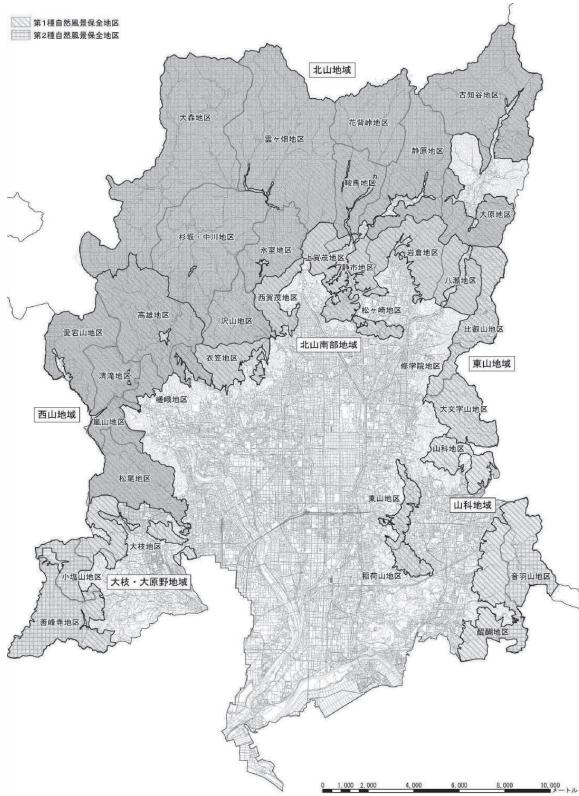 第1種自然風景保全地区
第2種自然風景保全地区
北山地域
古知谷地区
大森地区
花背峠地区
雲ヶ畑地区
静原地区
鞍馬地区
大原地区
杉坂・中川地区
氷室地区
上賀茂地区
岩倉地区
静市地区
八瀬地区
西賀茂地区
高雄地区
松ヶ崎地区
沢山地区
愛宕山地区
比叡山地区
北山南部地域
衣笠地区
修学院地区
東山地域
清滝地区
嵯峨地区
大文字山地区
西山地域
嵐山地区
山科地区
松尾地区
東山地区
山科地域
大枝地区
小塩山地区
大枝・大原野地域
稲荷山地区
音羽山地区
善峰寺地区
醍醐地区
0 1,000 2,000 4,000 6,000 8,000 10,000
メートル